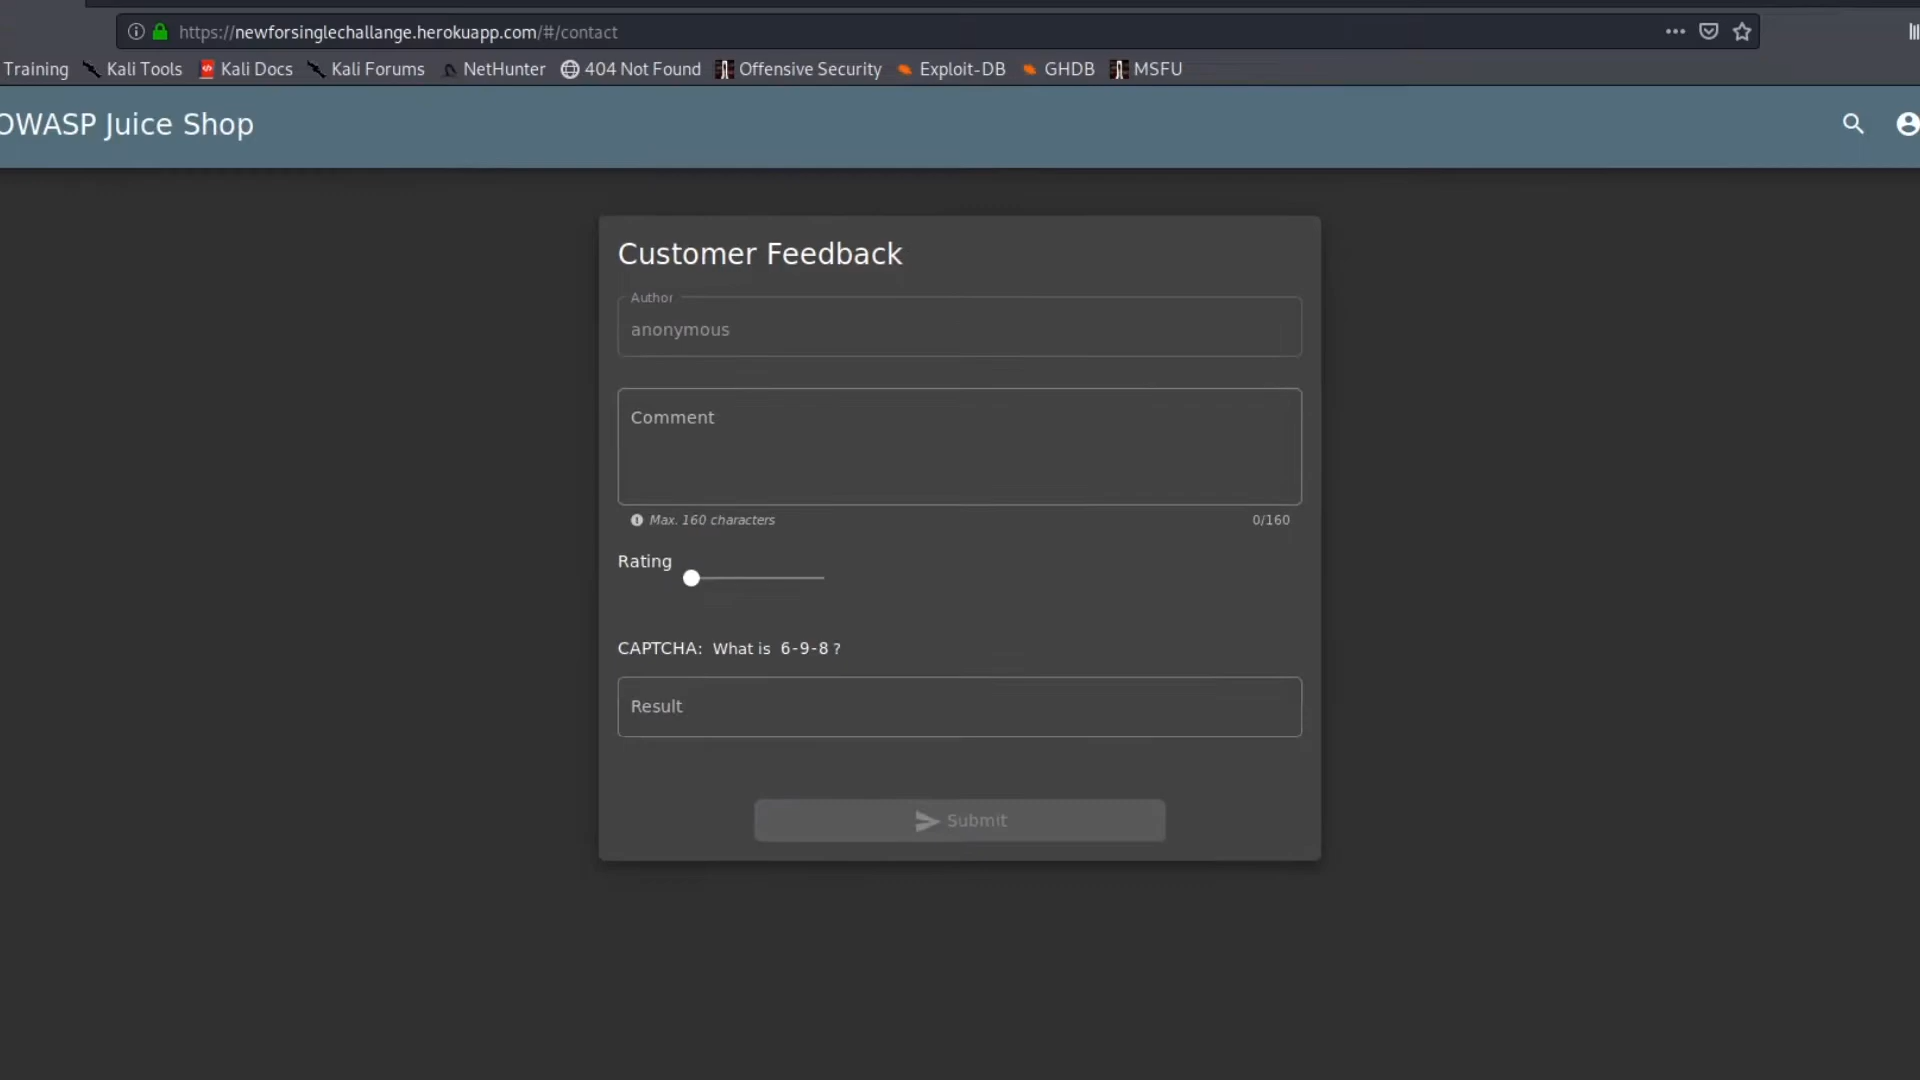 https://newforsinglechallange.herokuapp.com/#/contact
Training Kali Tools Kali Docs Kali Forums NetHunter 404 Not Found Offensive Security Exploit-DB GHDB MSFU
OWASP Juice Shop
Customer Feedback
Author
anonymous
Comment
Max. 160 characters 0/160
Rating
CAPTCHA: What is 6-9-8 ?
Result
Submit